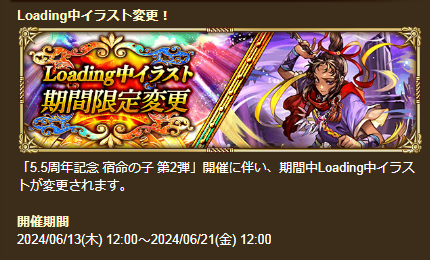 Loading中イラスト変更！
Loading中イラスト
期間限定変更
「5.5周年記念 宿命の子 第2弾」開催に伴い、期間中Loading中イラス
トが変更されます。
開催期間
2024/06/13(木) 12:00～2024/06/21(金) 12:00